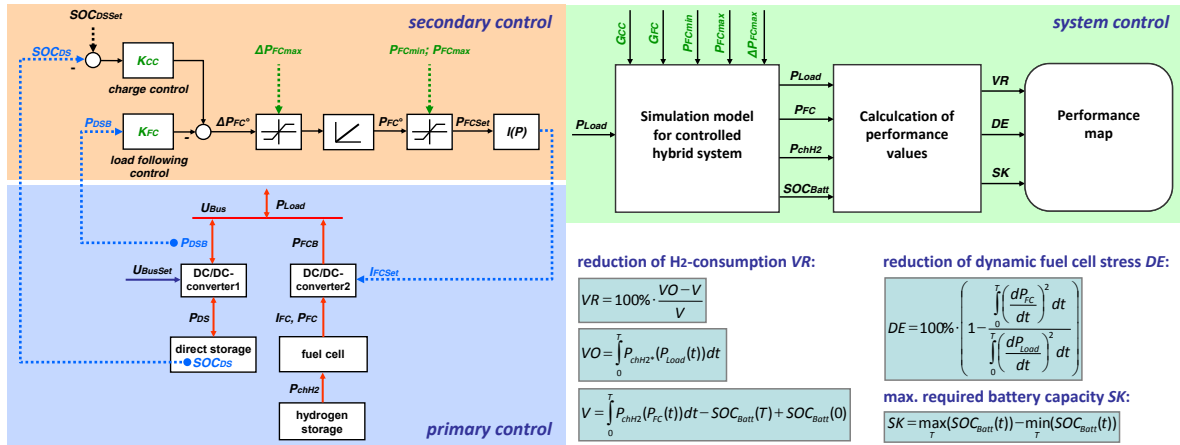 secondary control
SOCDSSet
SOCDS
-
KCC
charge control
ΔPFCmax
PFCmin; PFCmax
PDSB
KFC
-
ΔPFC°
PFC°
PFCSet
I(P)
load following
control
primary control
UBus
PLoad
PDSB
PFCB
UBusSet
DC/DC-
converter1
DC/DC-
converter2
IFCSet
PDS
IFC, PFC
direct storage
SOCDS
fuel cell
PchH2
hydrogen
storage
system control
GCC
GFC
PFCmin
PFCmax
ΔPFCmax
PLoad
Simulation model
for controlled
hybrid system
PLoad
PFC
PchH2
SOCBatt
Calculcation of
performance
values
VR
DE
SK
Performance
map
reduction of H2-consumption VR:
VR = 100% · (VO − V) / V
VO = ∫₀ᵀ PchH2*(PLoad(t))dt
V = ∫₀ᵀ PchH2(PFC(t))dt − SOCBatt(T) + SOCBatt(0)
reduction of dynamic fuel cell stress DE:
DE = 100% · (1 − ∫₀ᵀ (dPFC/dt)² dt / ∫₀ᵀ (dPLoad/dt)² dt)
max. required battery capacity SK:
SK = max T (SOCBatt(t)) − min T (SOCBatt(t))